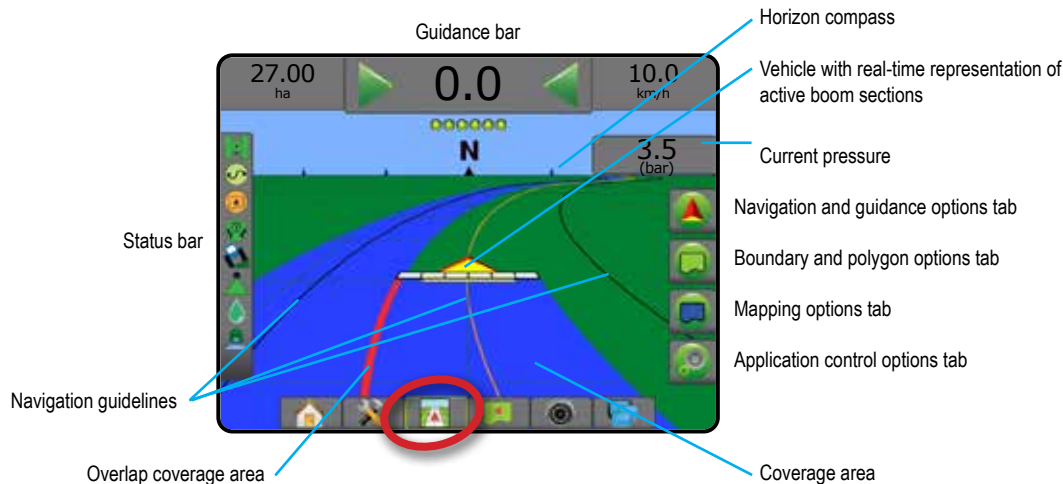 Guidance bar
Horizon compass
27.00
ha
0.0
10.0
km/h
Vehicle with real-time representation of
active boom sections
N
3.5
(bar)
Current pressure
Navigation and guidance options tab
Status bar
Boundary and polygon options tab
Mapping options tab
Application control options tab
Navigation guidelines
Overlap coverage area
Coverage area